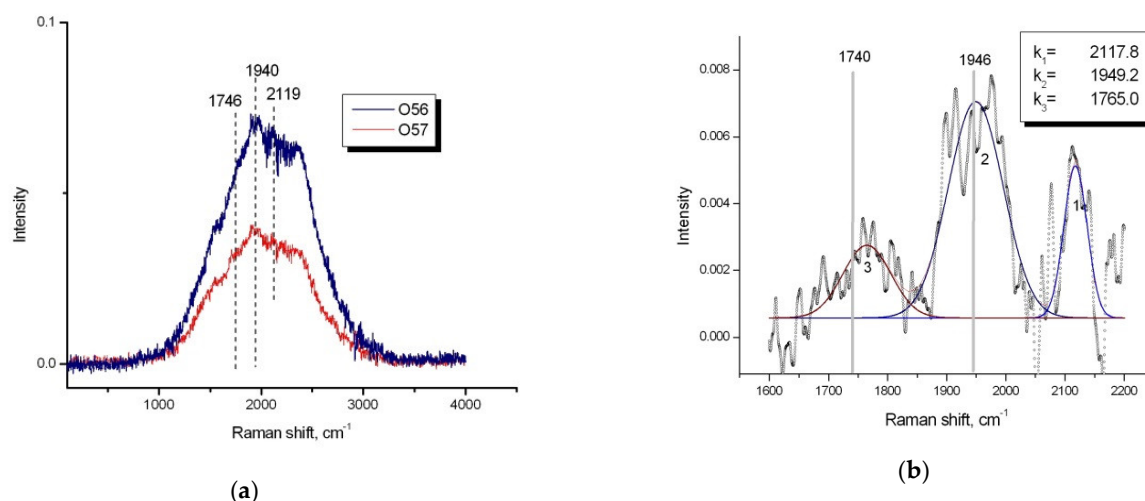 0.1
1940
1746
2119
O56
O57
Intensity
0.0
1000
2000
3000
4000
Raman shift, cm⁻¹
(a)
0.008
0.006
0.004
0.002
0.000
Intensity
1740
1946
k₁= 2117.8
k₂= 1949.2
k₃= 1765.0
2
3
1600
1700
1800
1900
2000
2100
2200
Raman shift, cm⁻¹
(b)